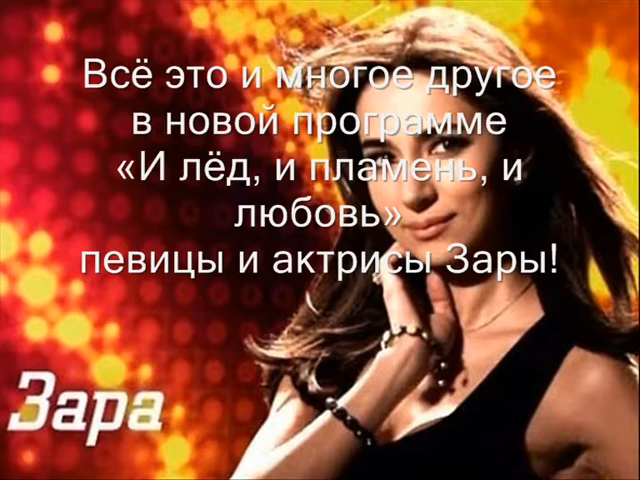 Всё это и многое другое
в новой программе
«И лёд, и пламень, и
любовь»
певицы и актрисы Зары!
Зара